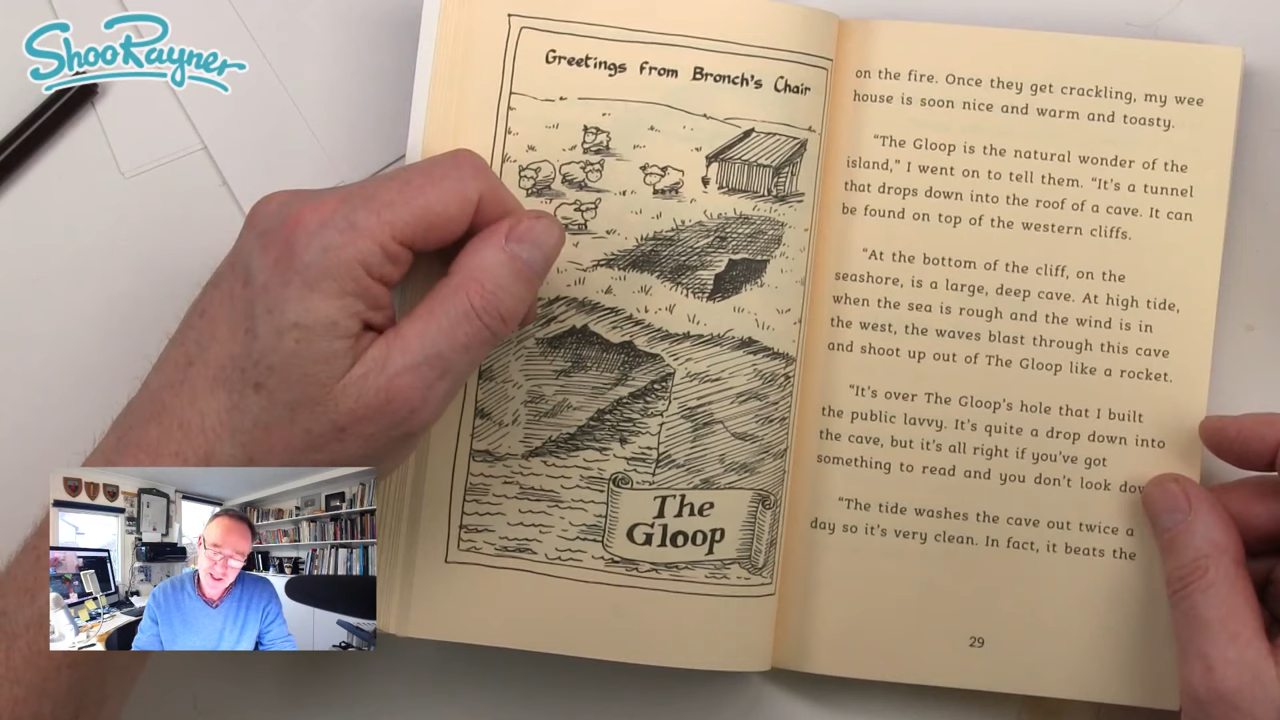 ShooRayner
Greetings from Bronch's Chair
The
Gloop
on the fire. Once they get crackling, my wee
house is soon nice and warm and toasty.
"The Gloop is the natural wonder of the
island," I went on to tell them. "It's a tunnel
that drops down into the roof of a cave. It can
be found on top of the western cliffs.
"At the bottom of the cliff, on the
seashore, is a large, deep cave. At high tide,
when the sea is rough and the wind is in
the west, the waves blast through this cave
and shoot up out of The Gloop like a rocket.
"It's over The Gloop's hole that I built
the public lavvy. It's quite a drop down into
the cave, but it's all right if you've got
something to read and you don't look
"The tide washes the cave out twice a
day so it's very clean. In fact, it beats the
29